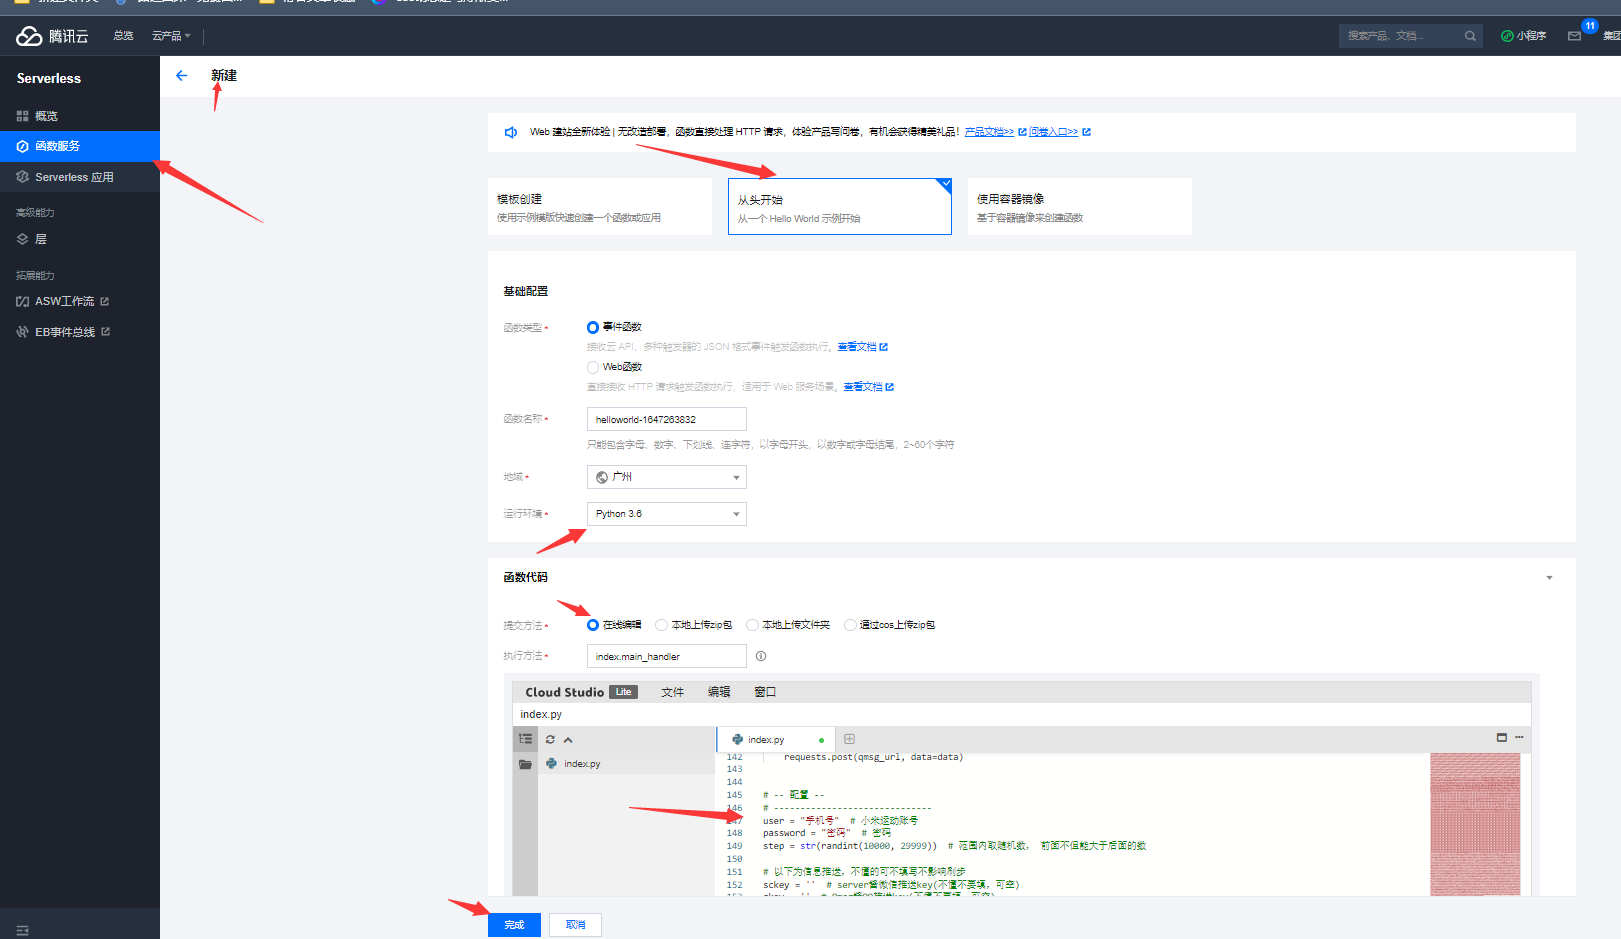 腾讯云
总览
云产品
搜索产品、文档...
小程序
11
集团
Serverless
概览
函数服务
Serverless 应用
高级能力
层
拓展能力
ASW工作流
EB事件总线
新建
Web 建站全新体验 | 无改造部署，函数直接处理 HTTP 请求，体验产品写问卷，有机会获得精美礼品！产品文档>> 问卷入口>>
模板创建
使用示例模版快速创建一个函数或应用
从头开始
从一个 Hello World 示例开始
使用容器镜像
基于容器镜像来创建函数
基础配置
函数类型 *
事件函数
接收云 API、多种触发器的 JSON 格式事件触发函数执行。查看文档
Web函数
直接接收 HTTP 请求触发函数执行，适用于 Web 服务场景。查看文档
函数名称 *
helloworld-1647263832
只能包含字母、数字、下划线、连字符，以字母开头，以数字或字母结尾，2~60个字符
地域 *
广州
运行环境 *
Python 3.6
函数代码
提交方法 *
在线编辑
本地上传zip包
本地上传文件夹
通过cos上传zip包
执行方法 *
index.main_handler
Cloud Studio Lite 文件 编辑 窗口
index.py
index.py
index.py
142 requests.post(qmsg_url, data=data)
143
144
145 # -- 配置 --
146 # -----------------------------
147 user = "手机号" # 小米运动账号
148 password = "密码" # 密码
149 step = str(randint(10000, 29999)) # 范围内取随机数， 前面不但能大于后面的数
150
151 # 以下为信息推送，不懂的可不填写不影响刷步
152 sckey = '' # server酱微信推送key(不懂不要填，可空)
完成
取消